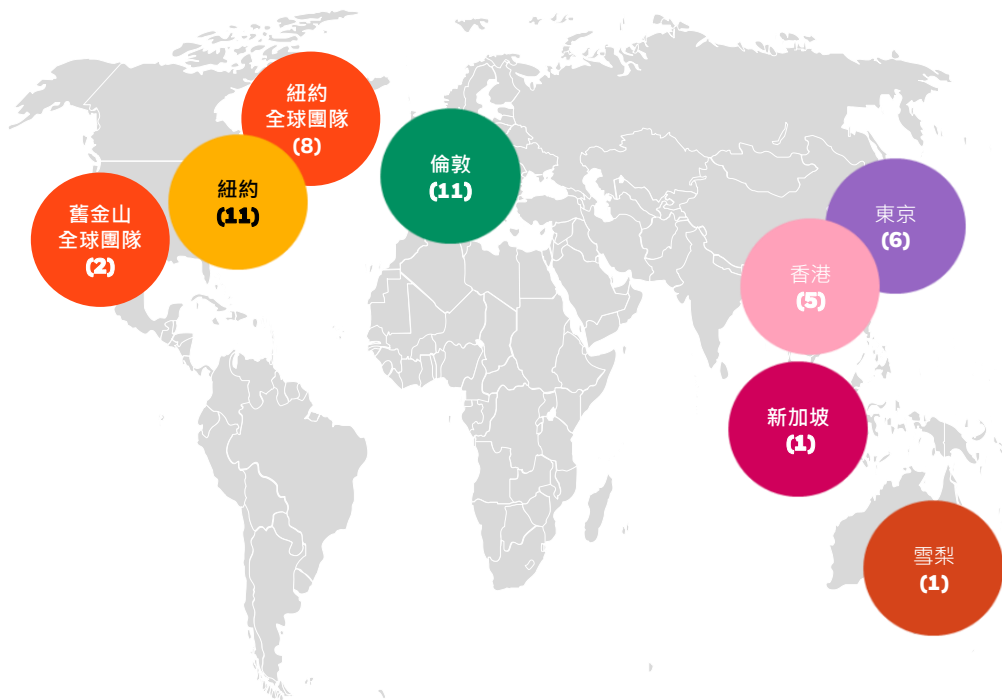 紐約
全球團隊
(8)
紐約
(11)
舊金山
全球團隊
(2)
倫敦
(11)
東京
(6)
香港
(5)
新加坡
(1)
雪梨
(1)